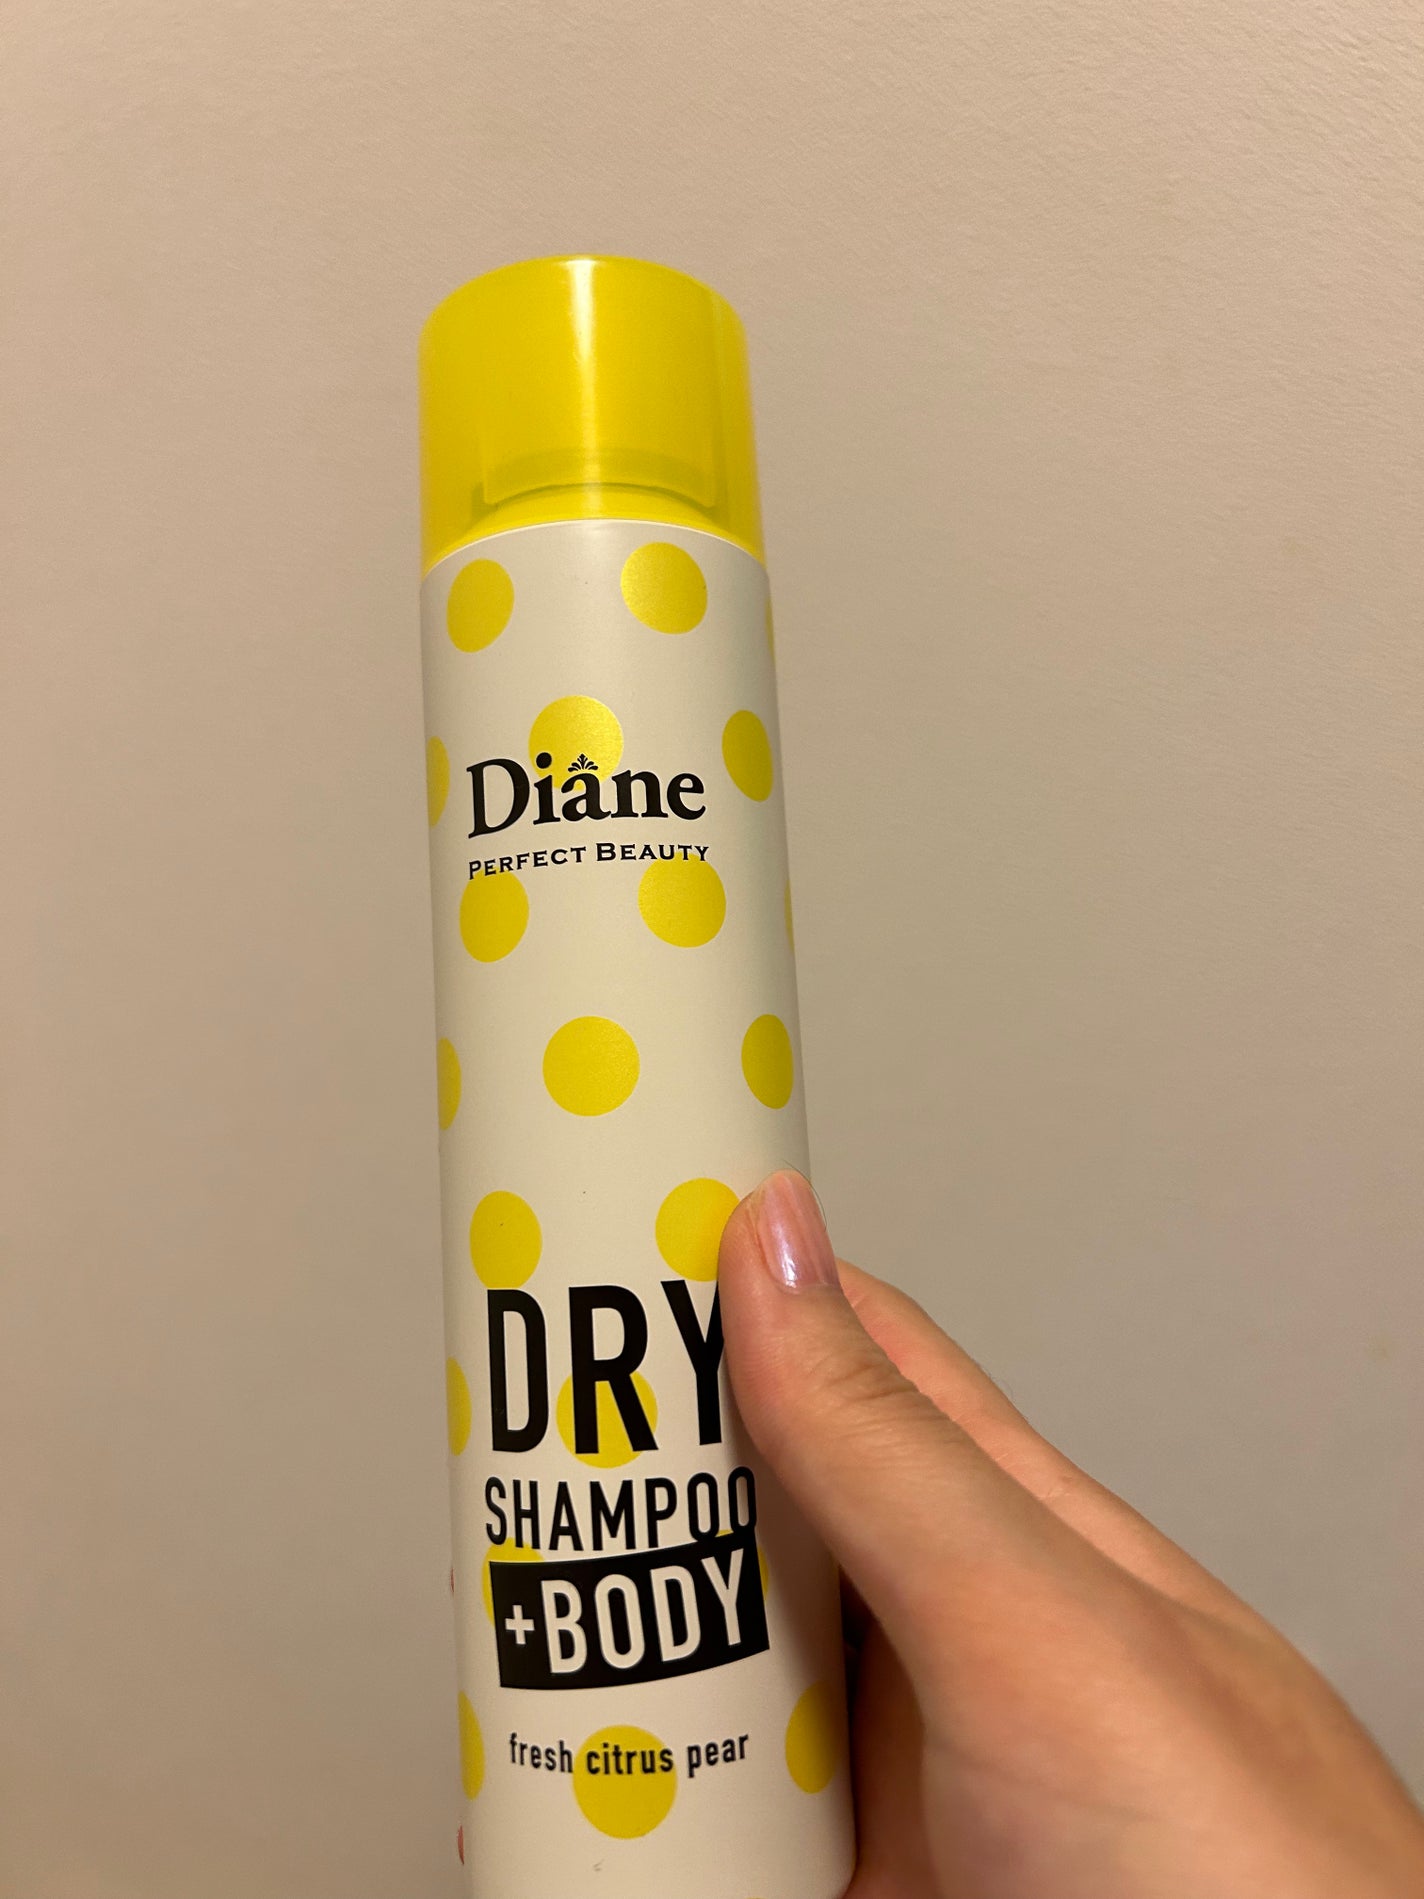 Diane
PERFECT BEAUTY
DRY
SHAMPOO
+BODY
fresh citrus pear